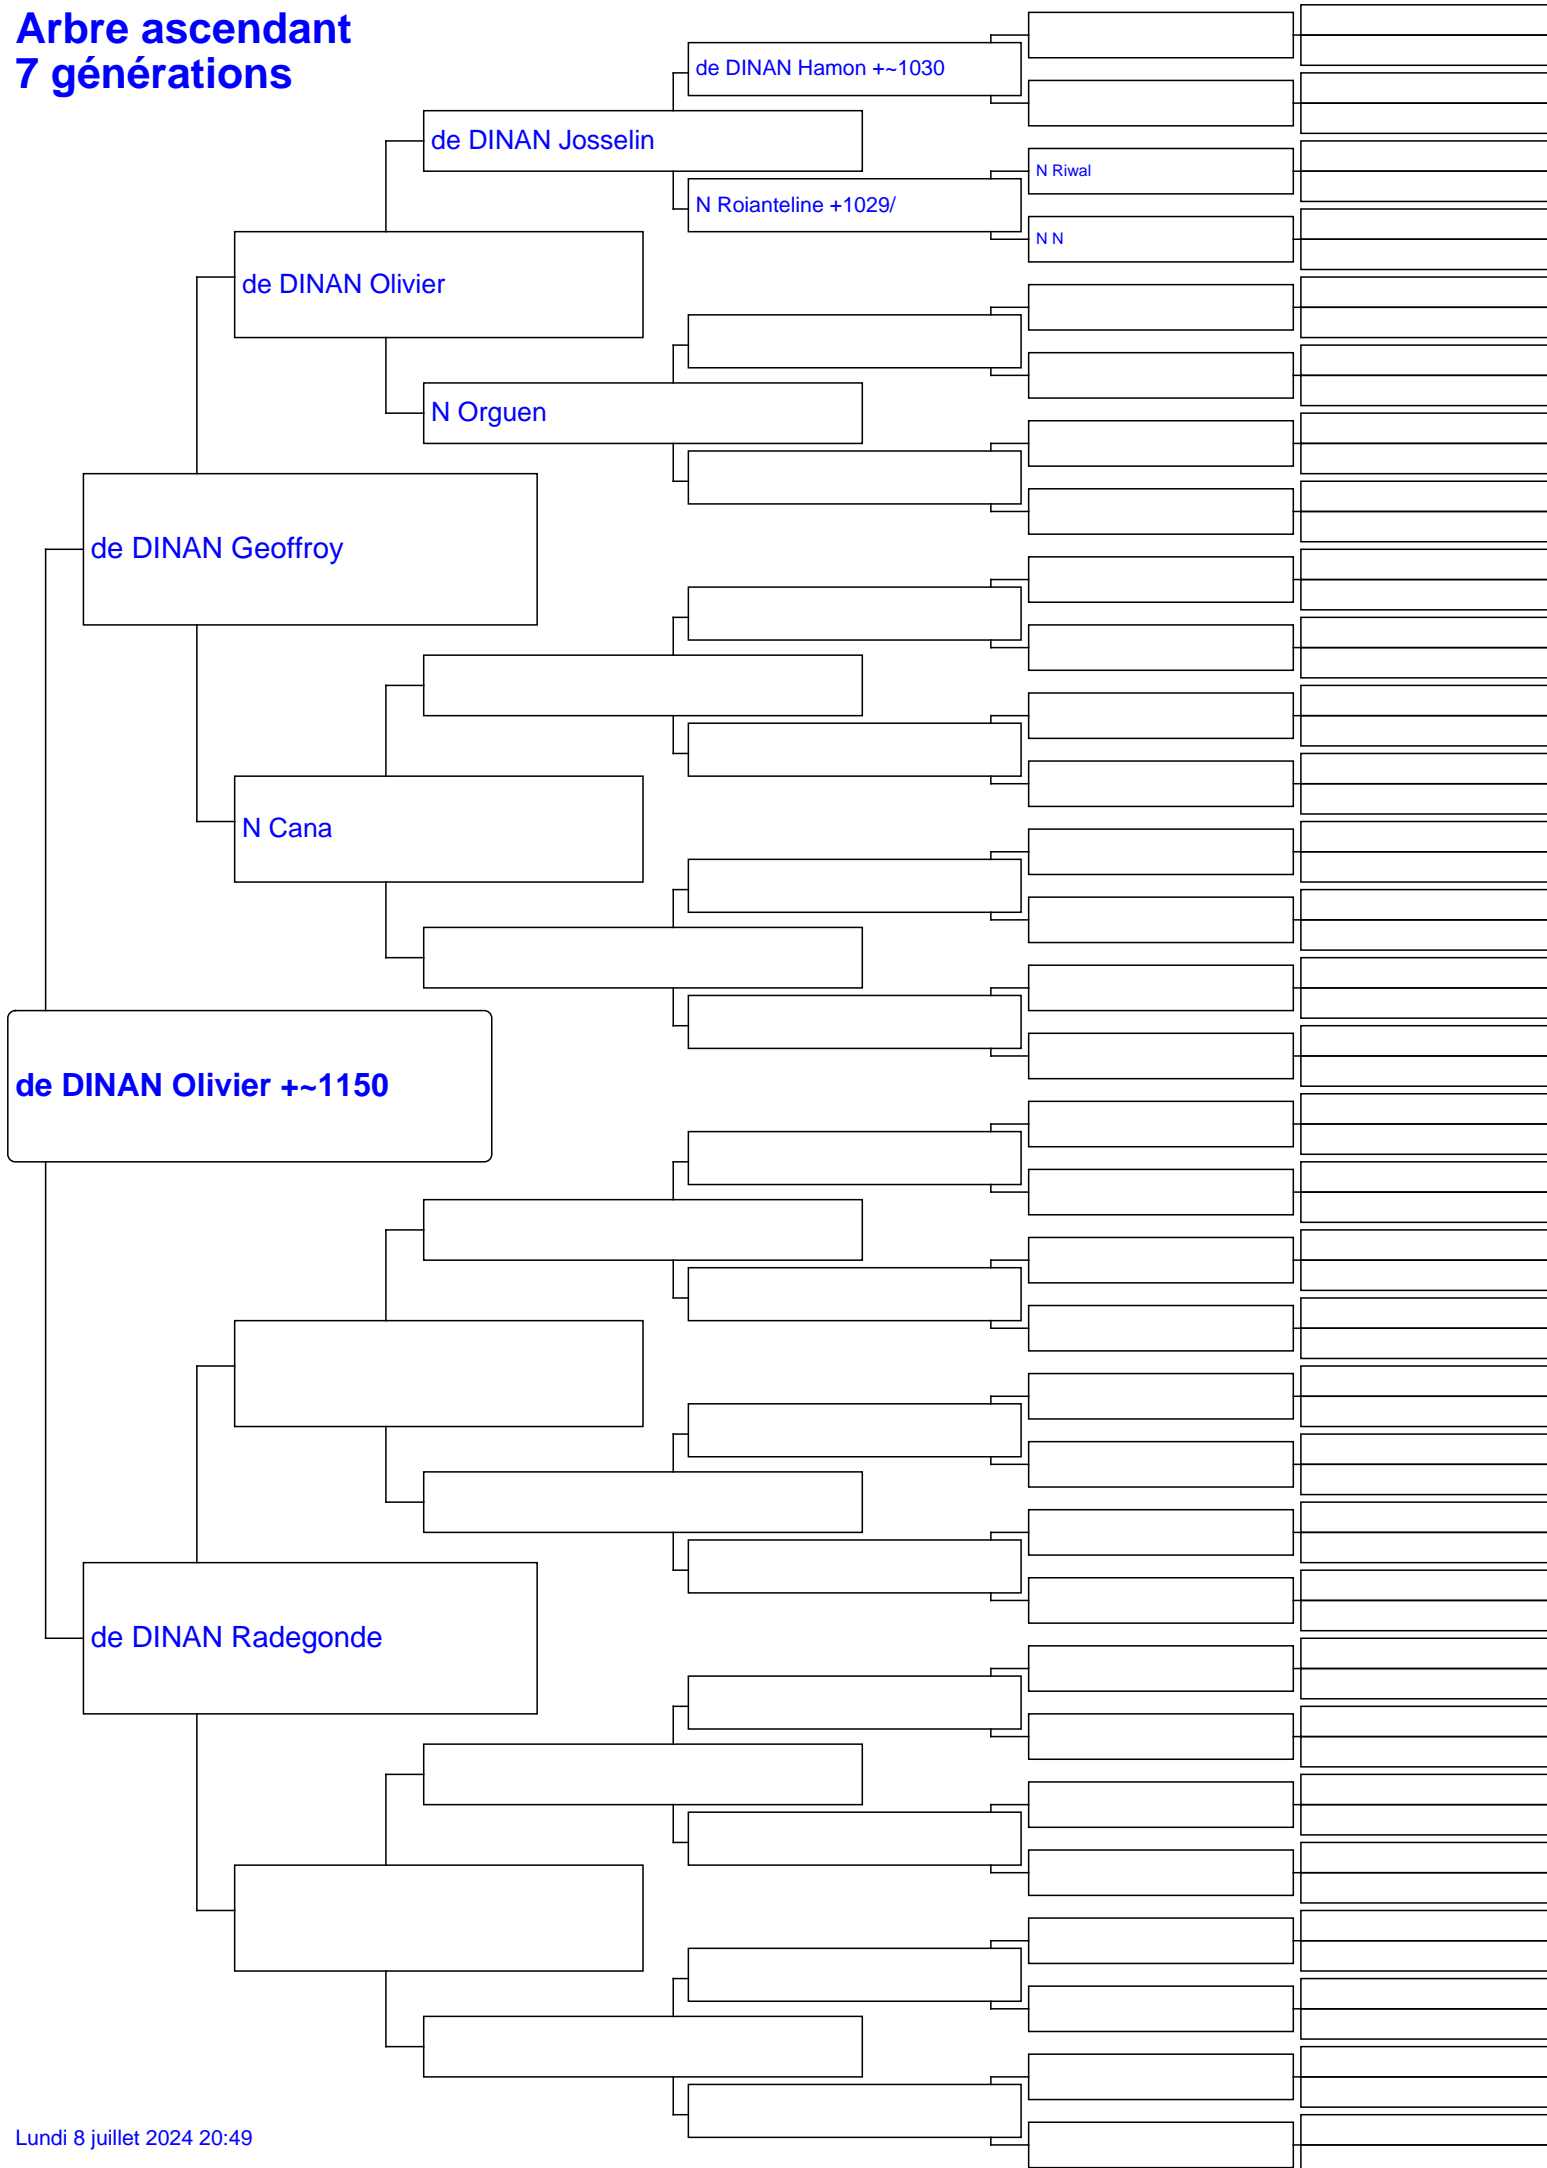 Arbre ascendant
7 générations
de DINAN Hamon +~1030
de DINAN Josselin
N Riwal
N Roianteline +1029/
N N
de DINAN Olivier
N Orguen
de DINAN Geoffroy
N Cana
de DINAN Olivier +~1150
de DINAN Radegonde
Lundi 8 juillet 2024 20:49